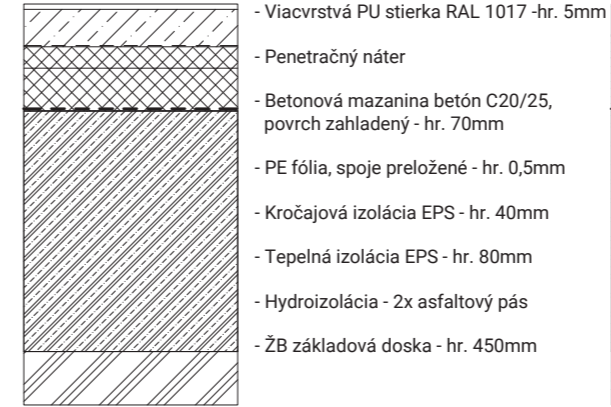 - Viacvrstvá PU stierka RAL 1017 -hr. 5mm
- Penetračný náter
- Betonová mazanina betón C20/25,
povrch zahladený - hr. 70mm
- PE fólia, spoje preložené - hr. 0,5mm
- Kročajová izolácia EPS - hr. 40mm
- Tepelná izolácia EPS - hr. 80mm
- Hydroizolácia - 2x asfaltový pás
- ŽB základová doska - hr. 450mm